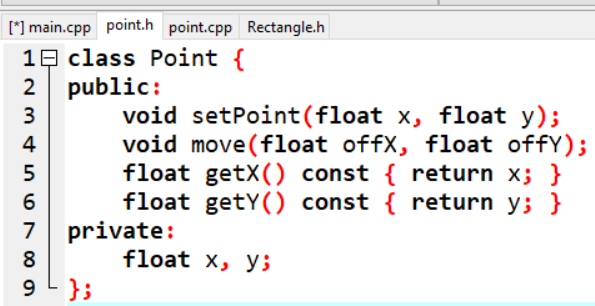 [*] main.cpp point.h point.cpp Rectangle.h
1 class Point {
2 public:
3 void setPoint(float x, float y);
4 void move(float offX, float offY);
5 float getX() const { return x; }
6 float getY() const { return y; }
7 private:
8 float x, y;
9 };